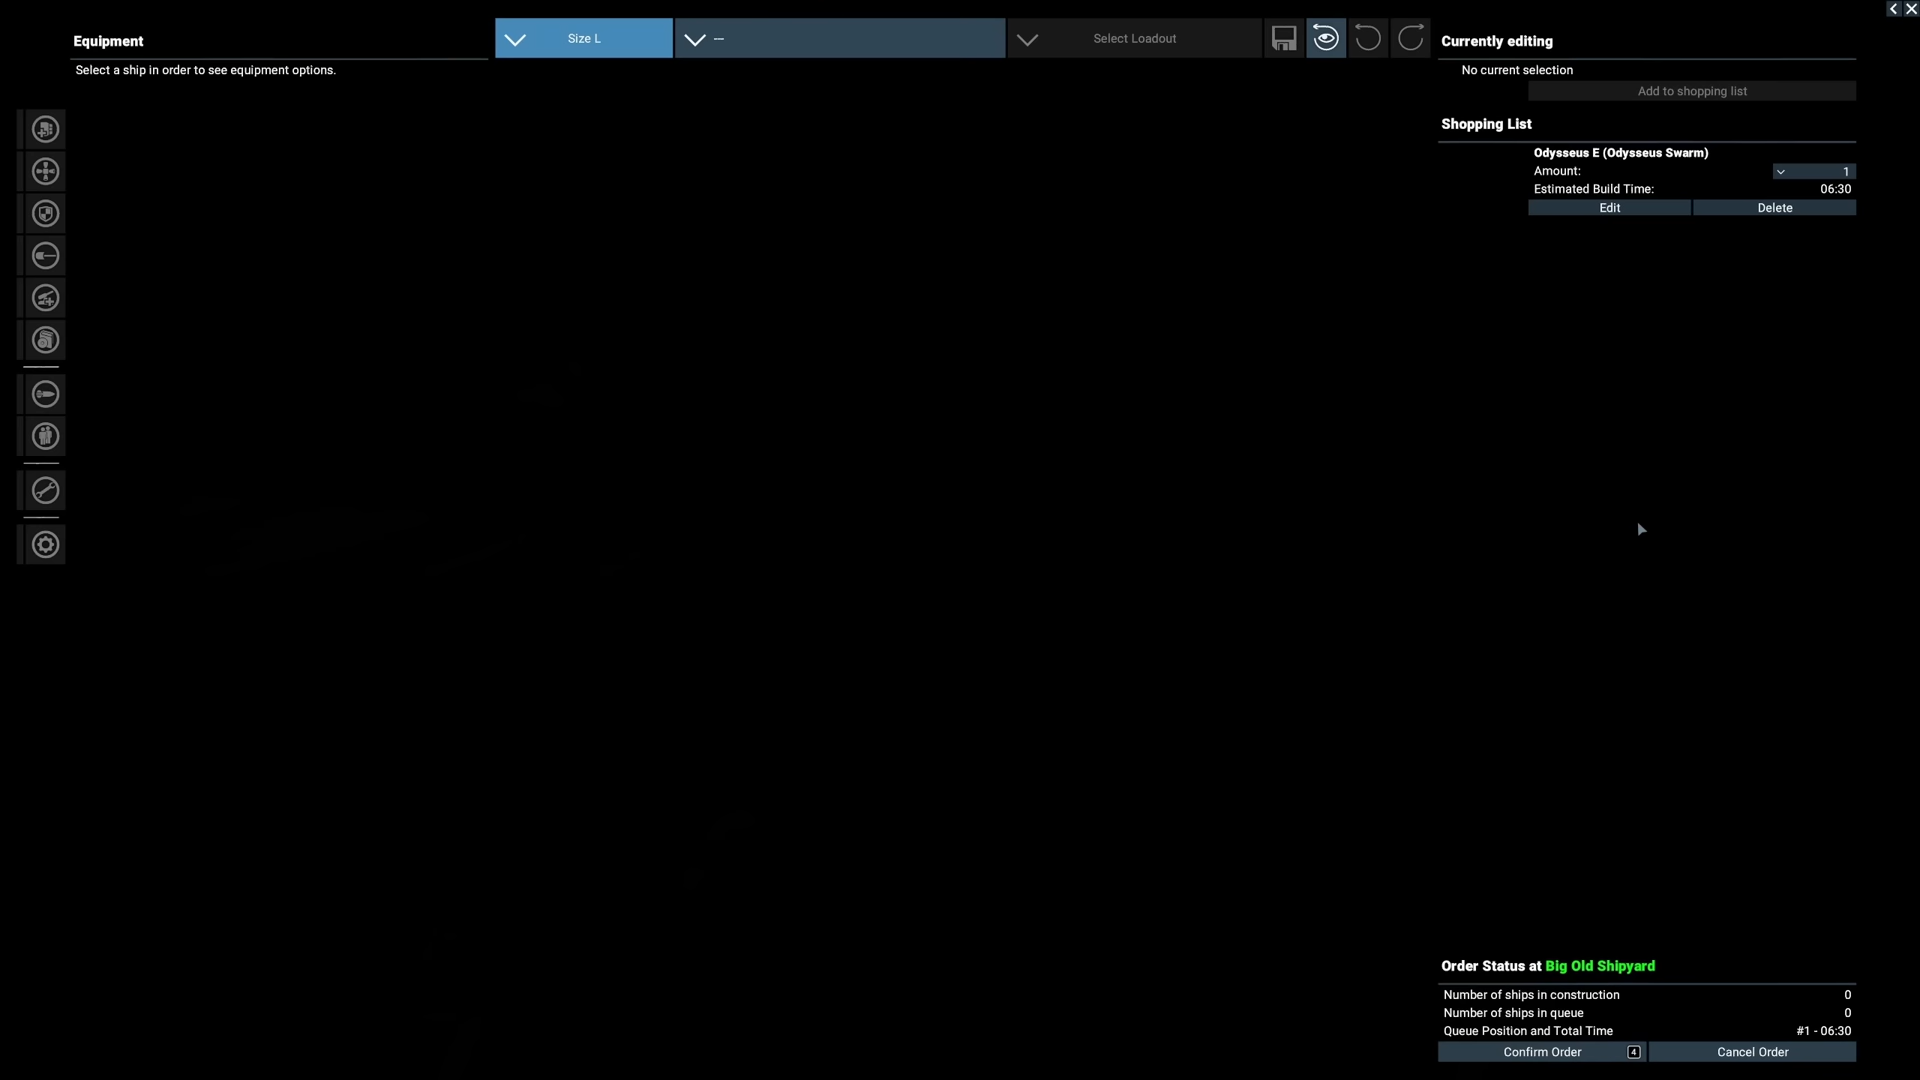 Equipment
Select a ship in order to see equipment options.
Size L
---
Select Loadout
Currently editing
No current selection
Add to shopping list
Shopping List
Odysseus E (Odysseus Swarm)
Amount: 1
Estimated Build Time: 06:30
Edit Delete
Order Status at Big Old Shipyard
Number of ships in construction 0
Number of ships in queue 0
Queue Position and Total Time #1 - 06:30
Confirm Order 4 Cancel Order